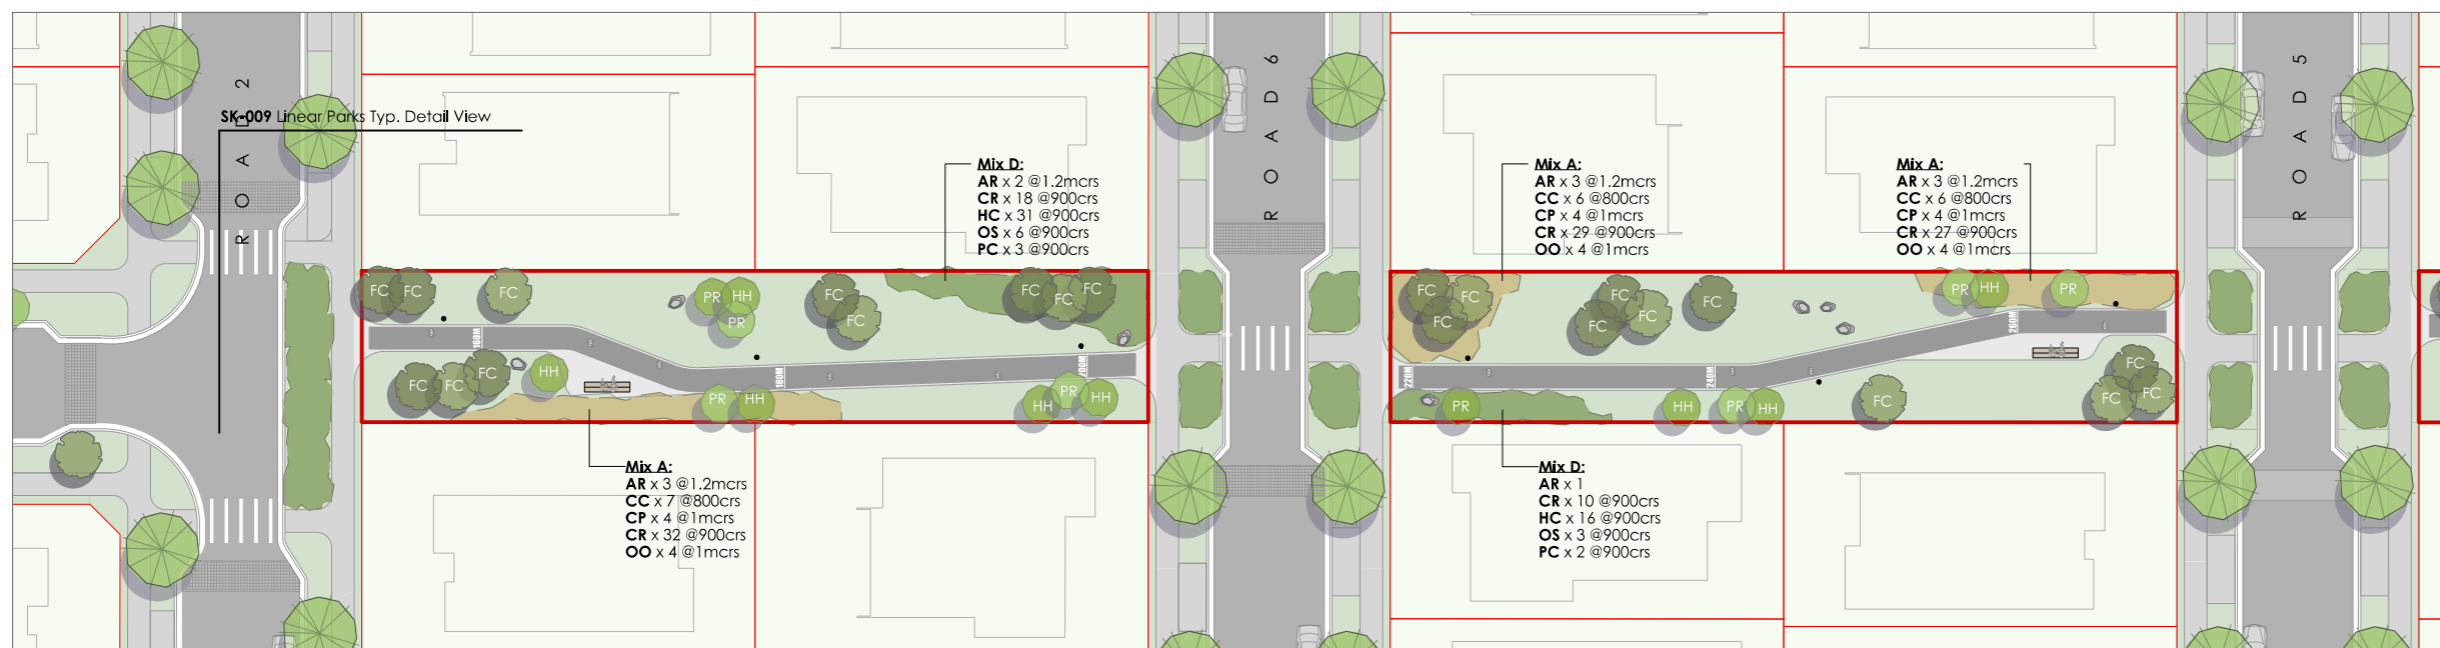 ROAD 2
SK-009 Linear Parks Typ. Detail View
ROAD 6
ROAD 5
Mix D:
AR x 2 @1.2mcrs
CR x 18 @900crs
HC x 31 @900crs
OS x 6 @900crs
PC x 3 @900crs
Mix A:
AR x 3 @1.2mcrs
CC x 6 @800crs
CP x 4 @1mcrs
CR x 29 @900crs
OO x 4 @1mcrs
Mix A:
AR x 3 @1.2mcrs
CC x 6 @800crs
CP x 4 @1mcrs
CR x 27 @900crs
OO x 4 @1mcrs
FC
FC
FC
PR
HH
PR
FC
FC
FC
FC
FC
160M
180M
200M
FC
FC
FC
HH
PR
HH
HH
PR
HH
FC
FC
FC
FC
FC
FC
FC
PR
HH
PR
220M
240M
260M
PR
HH
PR
HH
FC
FC
FC
FC
Mix A:
AR x 3 @1.2mcrs
CC x 7 @800crs
CP x 4 @1mcrs
CR x 32 @900crs
OO x 4 @1mcrs
Mix D:
AR x 1
CR x 10 @900crs
HC x 16 @900crs
OS x 3 @900crs
PC x 2 @900crs